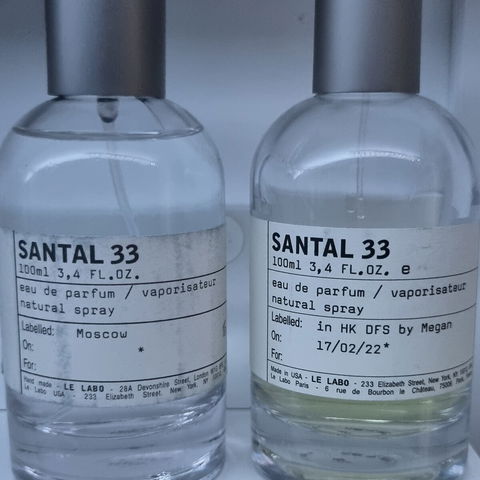 SANTAL 33
100ml 3,4 FL.OZ.
eau de parfum / vaporisateur
natural spray
Labelled: Moscow
On: *
For:
Hand made - LE LABO - 28A Devonshire Street, London
Le Labo USA - 233 Elizabeth Street, New York, NY
SANTAL 33
100ml 3,4 FL.OZ. e
eau de parfum / vaporisateur
natural spray
Labelled: in HK DFS by Megan
On: 17/02/22*
For:
Made in USA - LE LABO - 233 Elizabeth Street, New York, NY
Le Labo Paris - 6 rue de Bourbon le Château, 75006